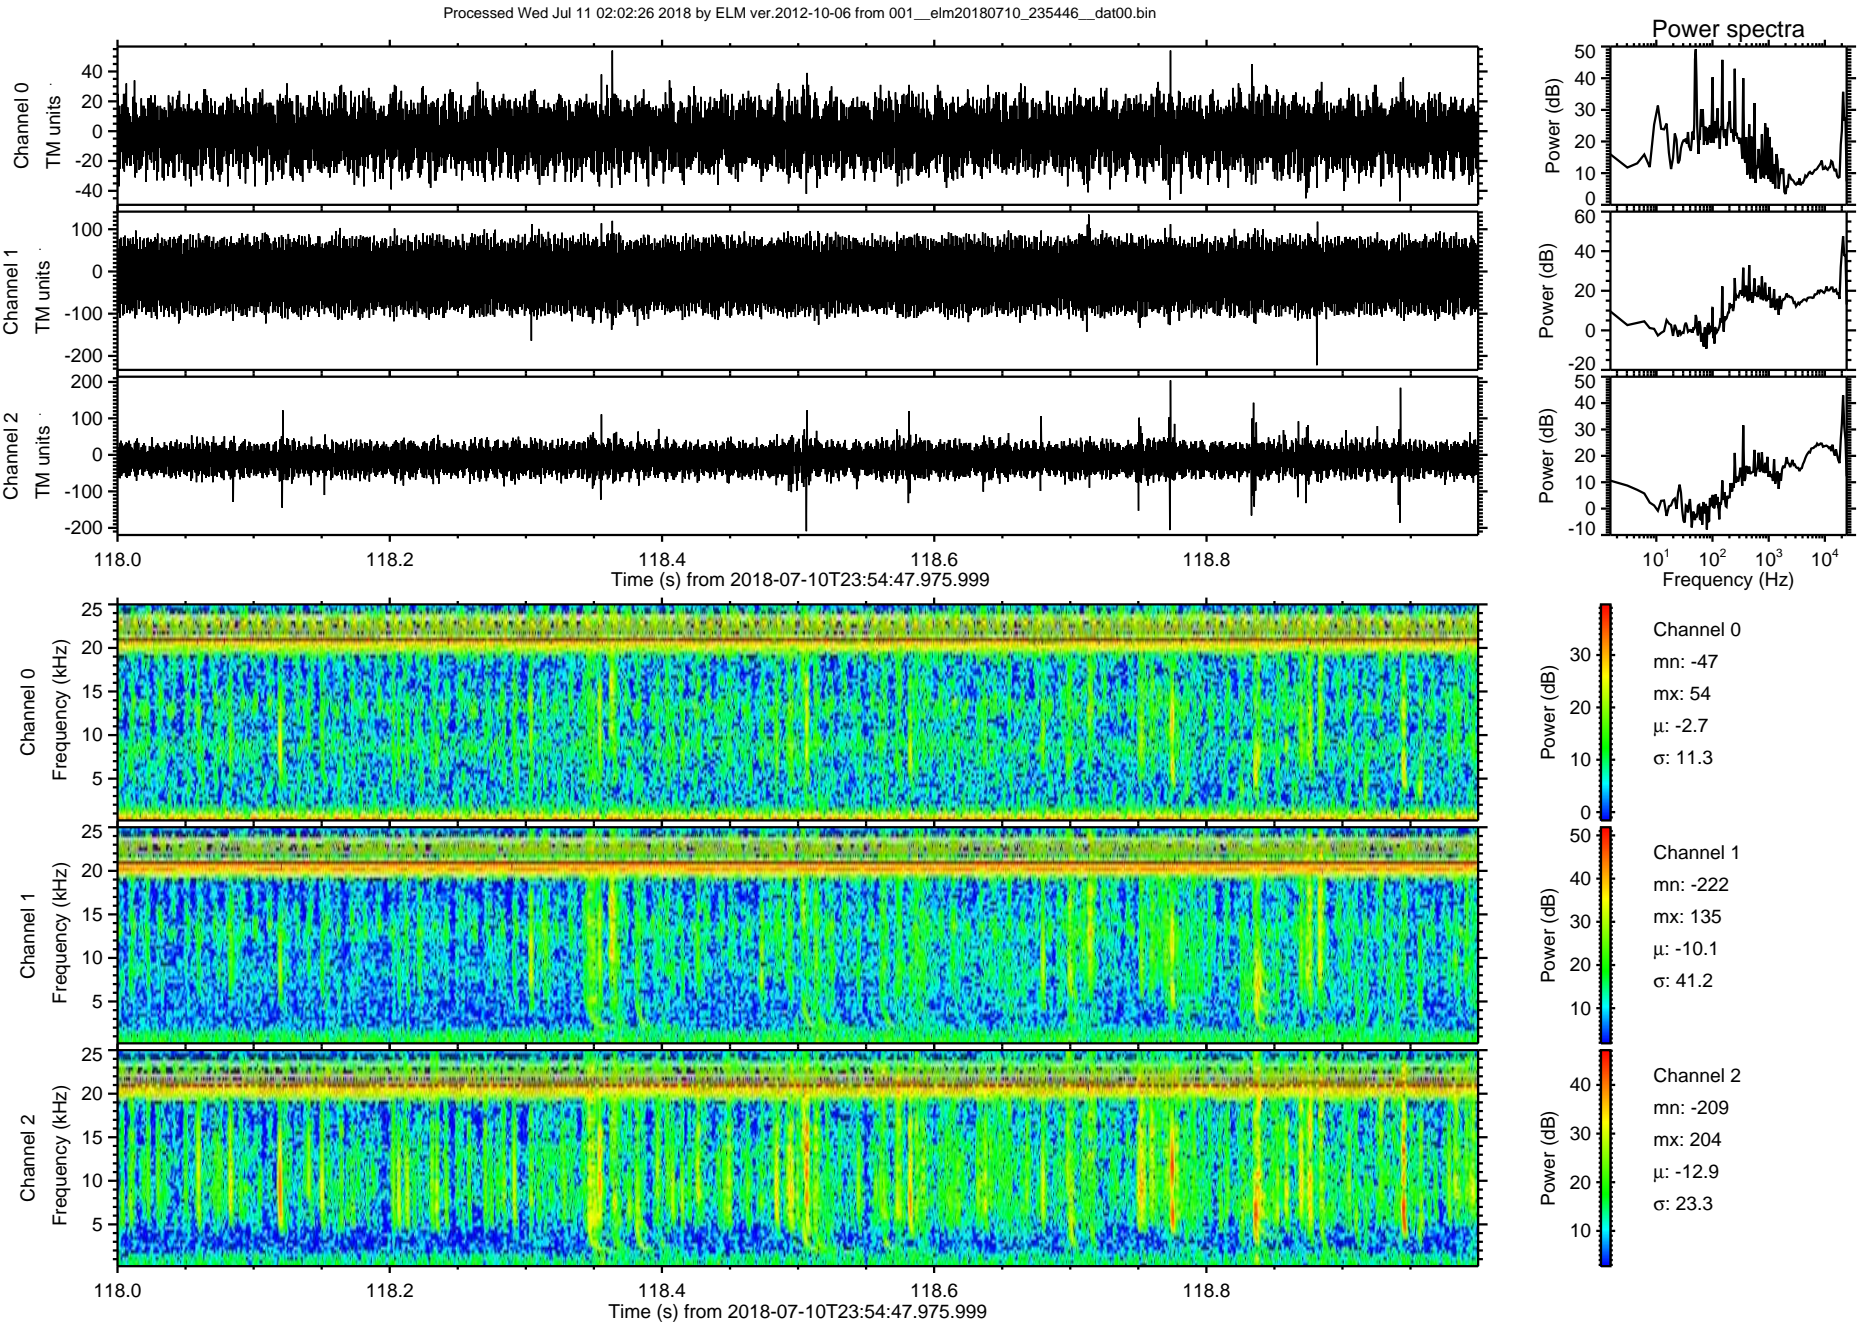 Processed Wed Jul 11 02:02:26 2018 by ELM ver.2012-10-06 from 001__elm20180710_235446__dat00.bin
Power spectra
Channel 0
TM units
40
20
0
-20
-40
Power (dB)
50
40
30
20
10
0
Channel 1
TM units
100
0
-100
-200
Power (dB)
60
40
20
0
-20
Channel 2
TM units
200
100
0
-100
-200
Power (dB)
50
40
30
20
10
0
-10
118.0 118.2 118.4 118.6 118.8
Time (s) from 2018-07-10T23:54:47.975.999
10¹ 10² 10³ 10⁴
Frequency (Hz)
Channel 0
Frequency (kHz)
25
20
15
10
5
Power (dB)
30
20
10
0
Channel 0
mn: -47
mx: 54
μ: -2.7
σ: 11.3
Channel 1
Frequency (kHz)
25
20
15
10
5
Power (dB)
50
40
30
20
10
Channel 1
mn: -222
mx: 135
μ: -10.1
σ: 41.2
Channel 2
Frequency (kHz)
25
20
15
10
5
Power (dB)
40
30
20
10
Channel 2
mn: -209
mx: 204
μ: -12.9
σ: 23.3
118.0 118.2 118.4 118.6 118.8
Time (s) from 2018-07-10T23:54:47.975.999